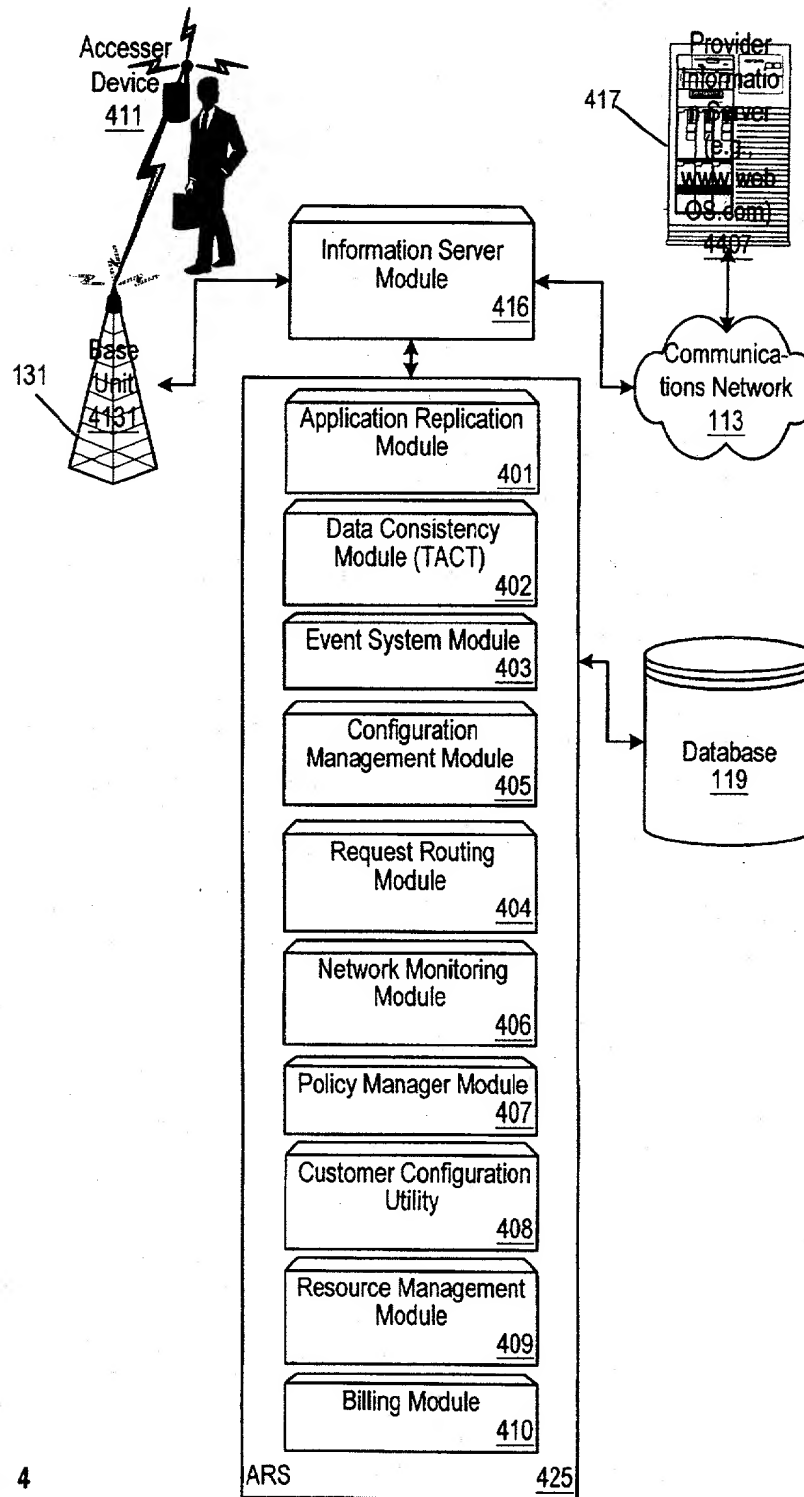 Accesser
Device
411
Provider
Informatio
n Server
(e.g.,
www.web
OS.com)
4407
417
Information Server
Module
416
Base
Unit
4131
131
Communica-
tions Network
113
Application Replication
Module
401
Data Consistency
Module (TACT)
402
Event System Module
403
Configuration
Management Module
405
Database
119
Request Routing
Module
404
Network Monitoring
Module
406
Policy Manager Module
407
Customer Configuration
Utility
408
Resource Management
Module
409
Billing Module
410
4
ARS
425